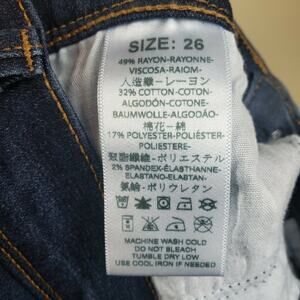 SIZE: 26
49% RAYON-RAYONNE-
VISCOSA-RAIOM-
人造纖-レーヨン
32% COTTON-COTON-
ALGODÓN-COTONE-
BAUMWOLLE-ALGODÃO-
棉花-綿
17% POLYESTER-POLIÉSTER-
POLIESTERE-
聚脂纖維-ポリエステル
2% SPANDEX-ELASTHANNE-
ELASTANO-ELASTAN-
氨綸-ポリウレタン
MACHINE WASH COLD
DO NOT BLEACH
TUMBLE DRY LOW
USE COOL IRON IF NEEDED